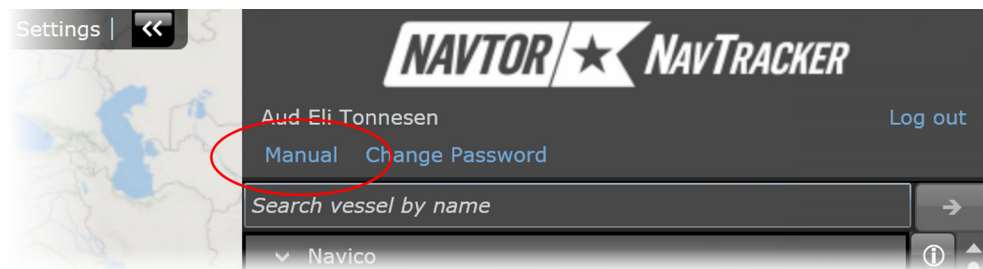 Settings |
NAVTOR NAVTRACKER
Aud Eli Tonnesen
Log out
Manual Change Password
Search vessel by name
Navico